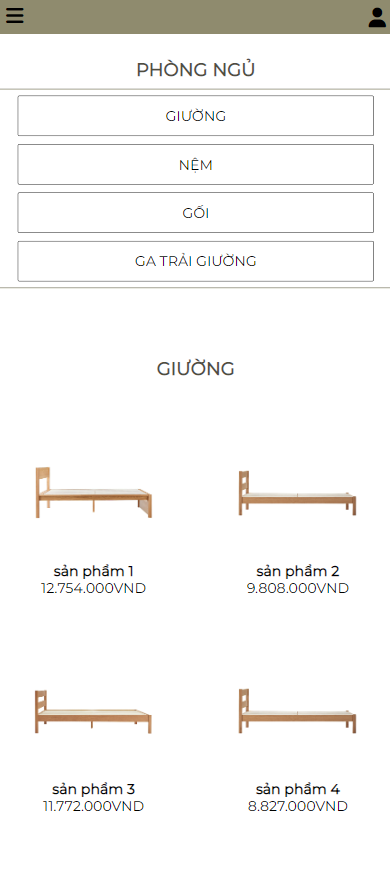 PHÒNG NGỦ
GIƯỜNG
NỆM
GỐI
GA TRẢI GIƯỜNG
GIƯỜNG
sản phẩm 1
12.754.000VND
sản phẩm 2
9.808.000VND
sản phẩm 3
11.772.000VND
sản phẩm 4
8.827.000VND